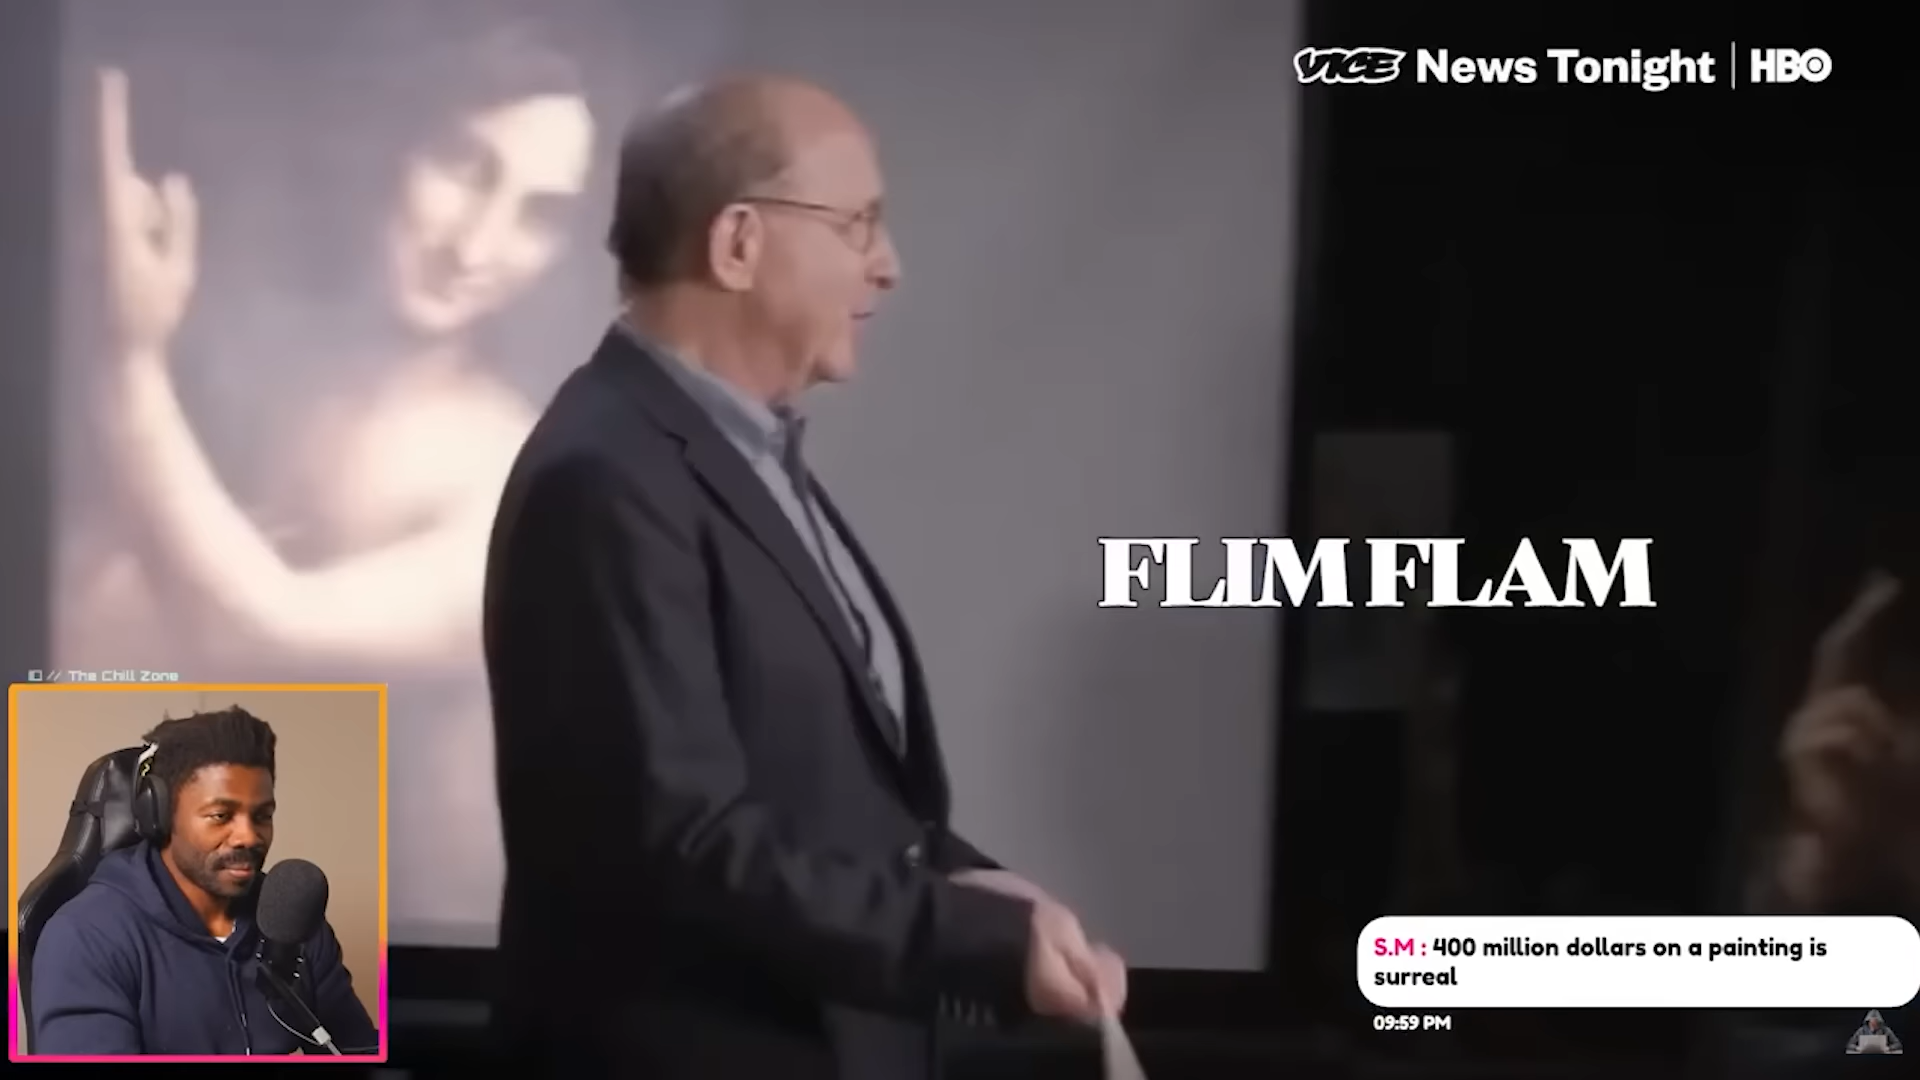 VICE News Tonight | HBO
FLIM FLAM
// The Chill Zone
S.M : 400 million dollars on a painting is
surreal
09:59 PM